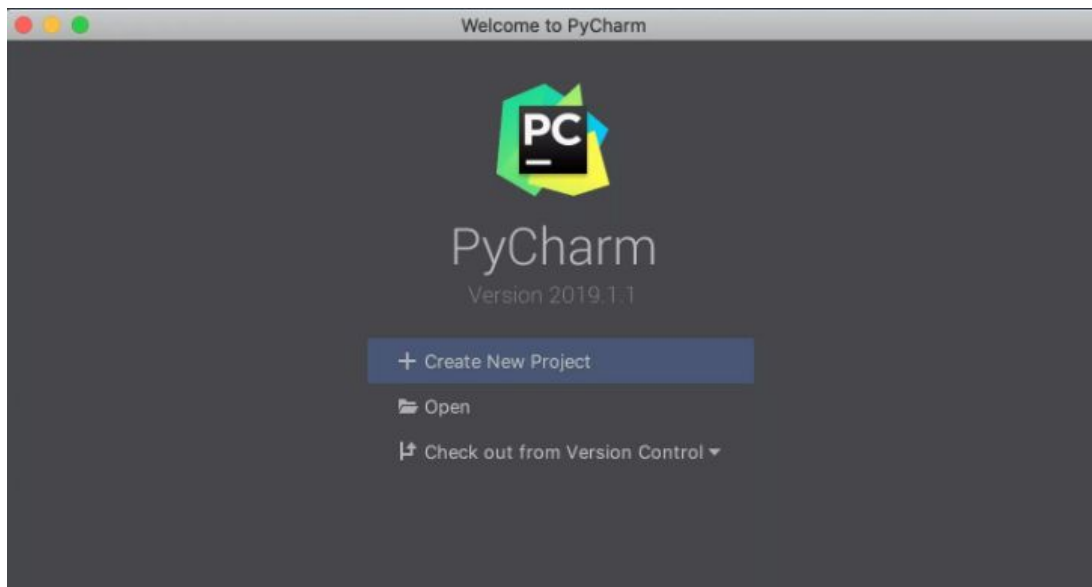 Welcome to PyCharm
PC
PyCharm
Version 2019.1.1
Create New Project
Open
Check out from Version Control